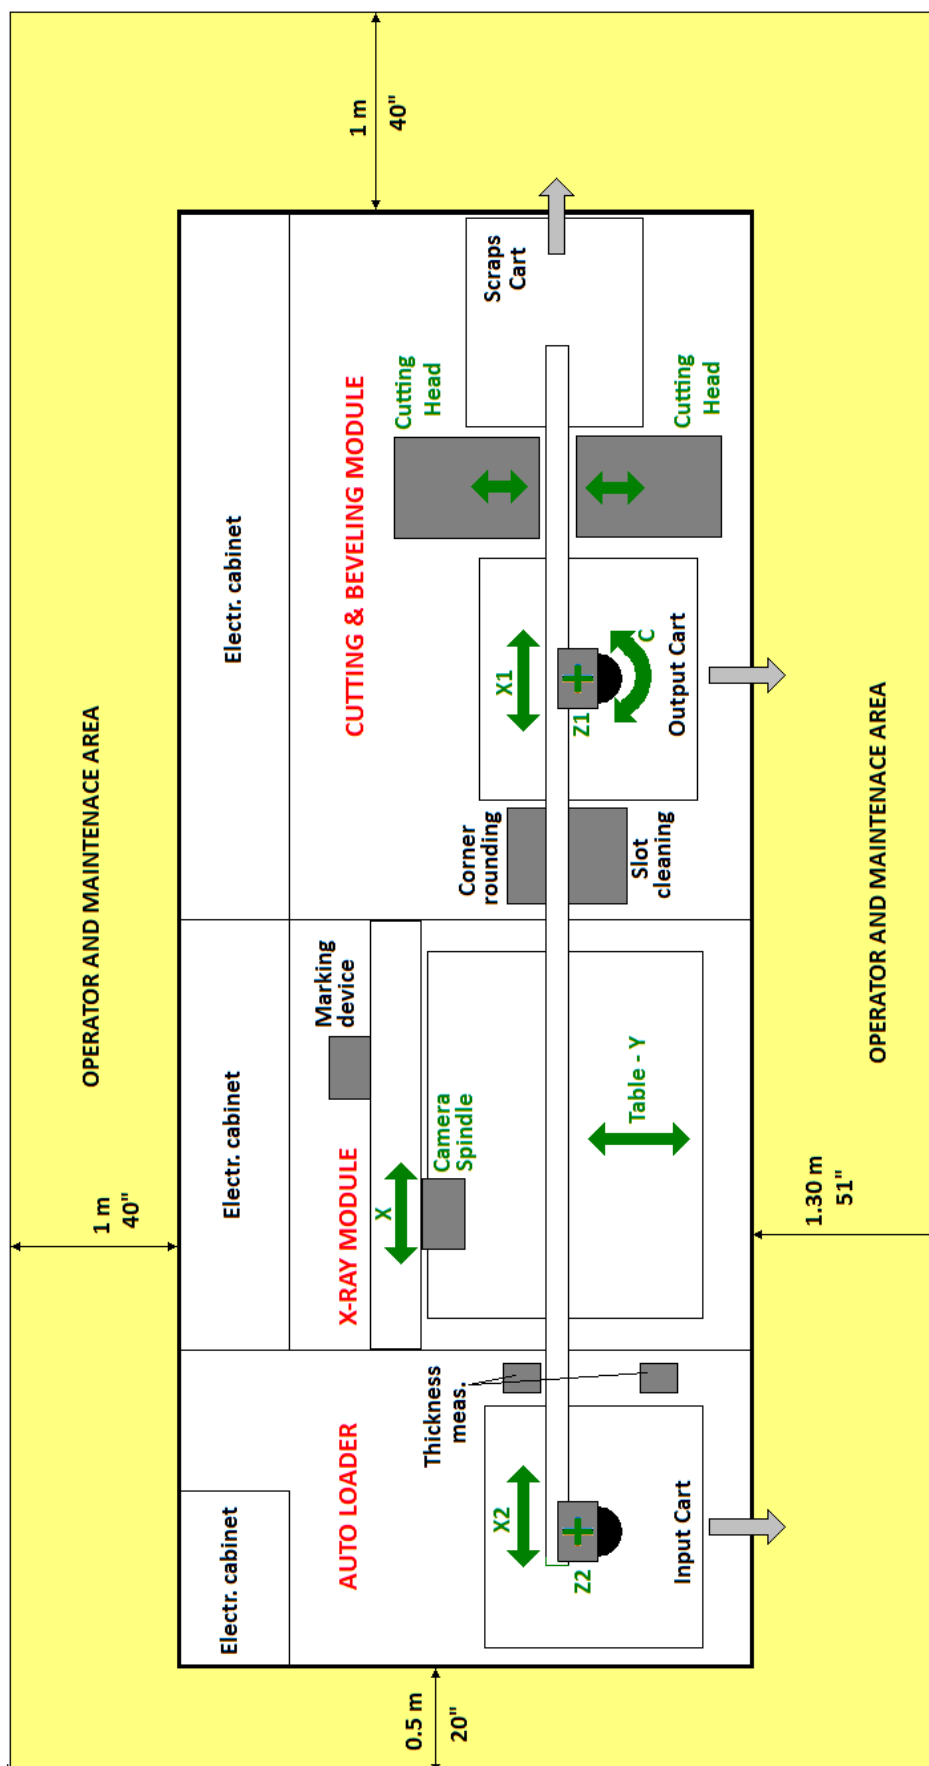 OPERATOR AND MAINTENACE AREA
1 m
40"
0.5 m
20"
1 m
40"
Electr. cabinet
Electr. cabinet
Electr. cabinet
AUTO LOADER
X-RAY MODULE
CUTTING & BEVELING MODULE
Marking
device
X
Camera
Spindle
Thickness
meas.
Corner
rounding
Cutting
Head
Scraps
Cart
X2
X1
Z2
Z1
C
Table - Y
Slot
cleaning
Input Cart
Output Cart
Cutting
Head
1.30 m
51"
OPERATOR AND MAINTENACE AREA